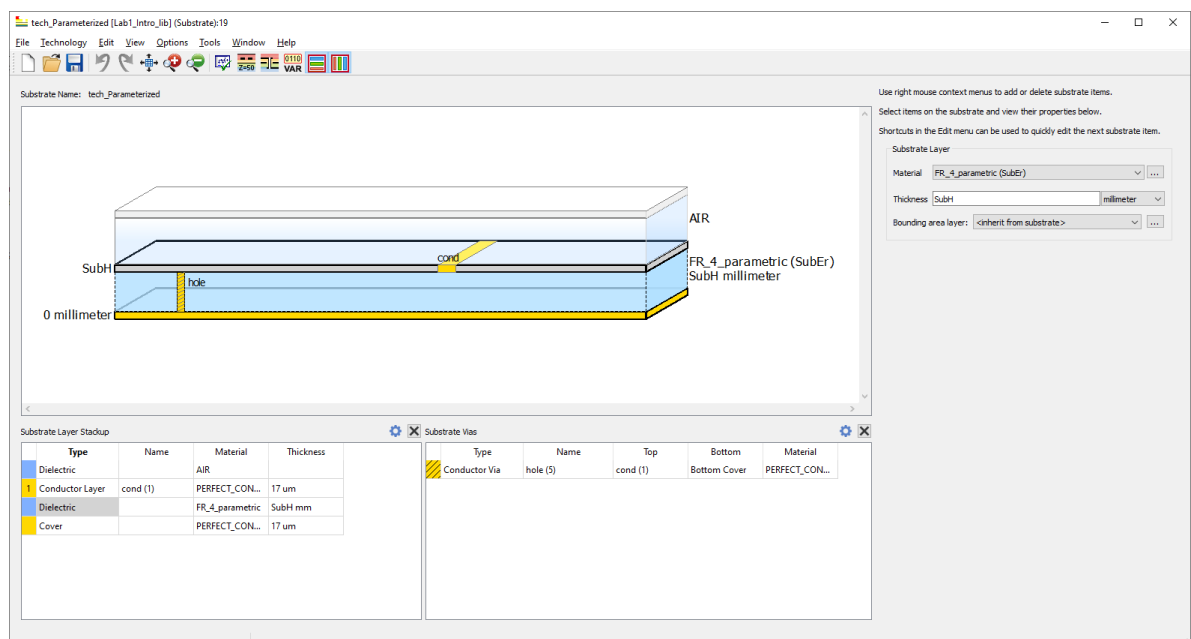 tech_Parameterized [Lab1_Intro_lib] (Substrate):19
File Technology Edit View Options Tools Window Help
Z=50
0110
VAR
Substrate Name: tech_Parameterized
Use right mouse context menus to add or delete substrate items.
Select items on the substrate and view their properties below.
Shortcuts in the Edit menu can be used to quickly edit the next substrate item.
Substrate Layer
Material FR_4_parametric (SubEr) ...
Thickness SubH millimeter
Bounding area layer: <inherit from substrate> ...
AIR
cond
FR_4_parametric (SubEr)
SubH
SubH millimeter
hole
0 millimeter
Substrate Layer Stackup
Type Name Material Thickness
Dielectric AIR
1 Conductor Layer cond (1) PERFECT_CON... 17 um
Dielectric FR_4_parametric SubH mm
Cover PERFECT_CON... 17 um
Substrate Vias
Type Name Top Bottom Material
Conductor Via hole (5) cond (1) Bottom Cover PERFECT_CON...